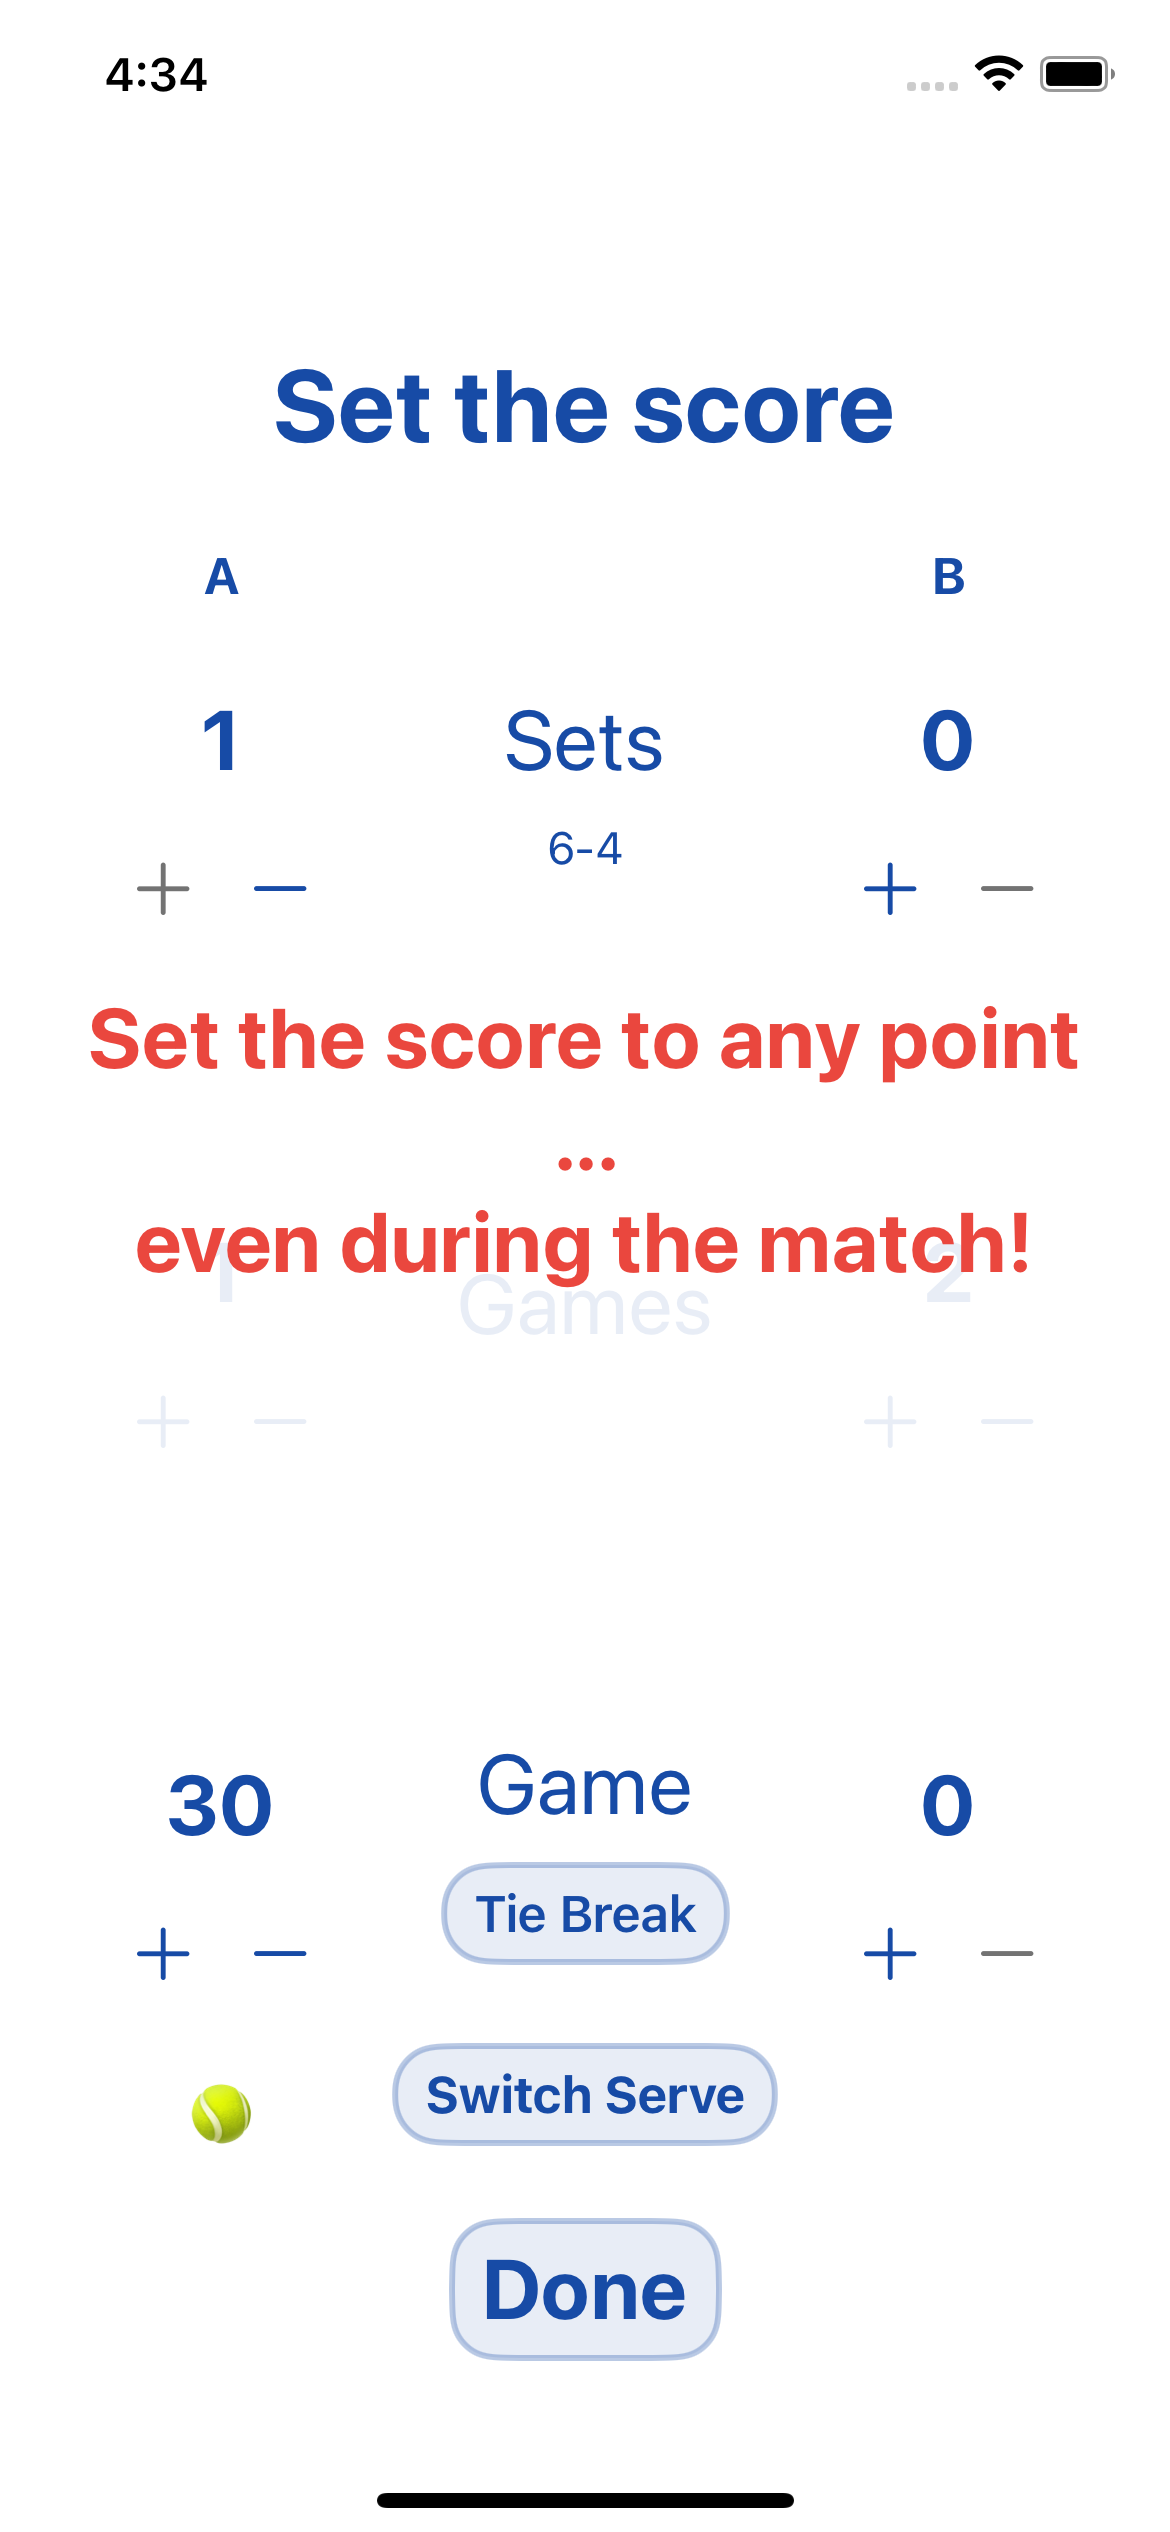 4:34
Set the score
A B
1 Sets 0
6-4
Set the score to any point
...
even during the match!
1 Games 2
30 Game 0
Tie Break
Switch Serve
Done